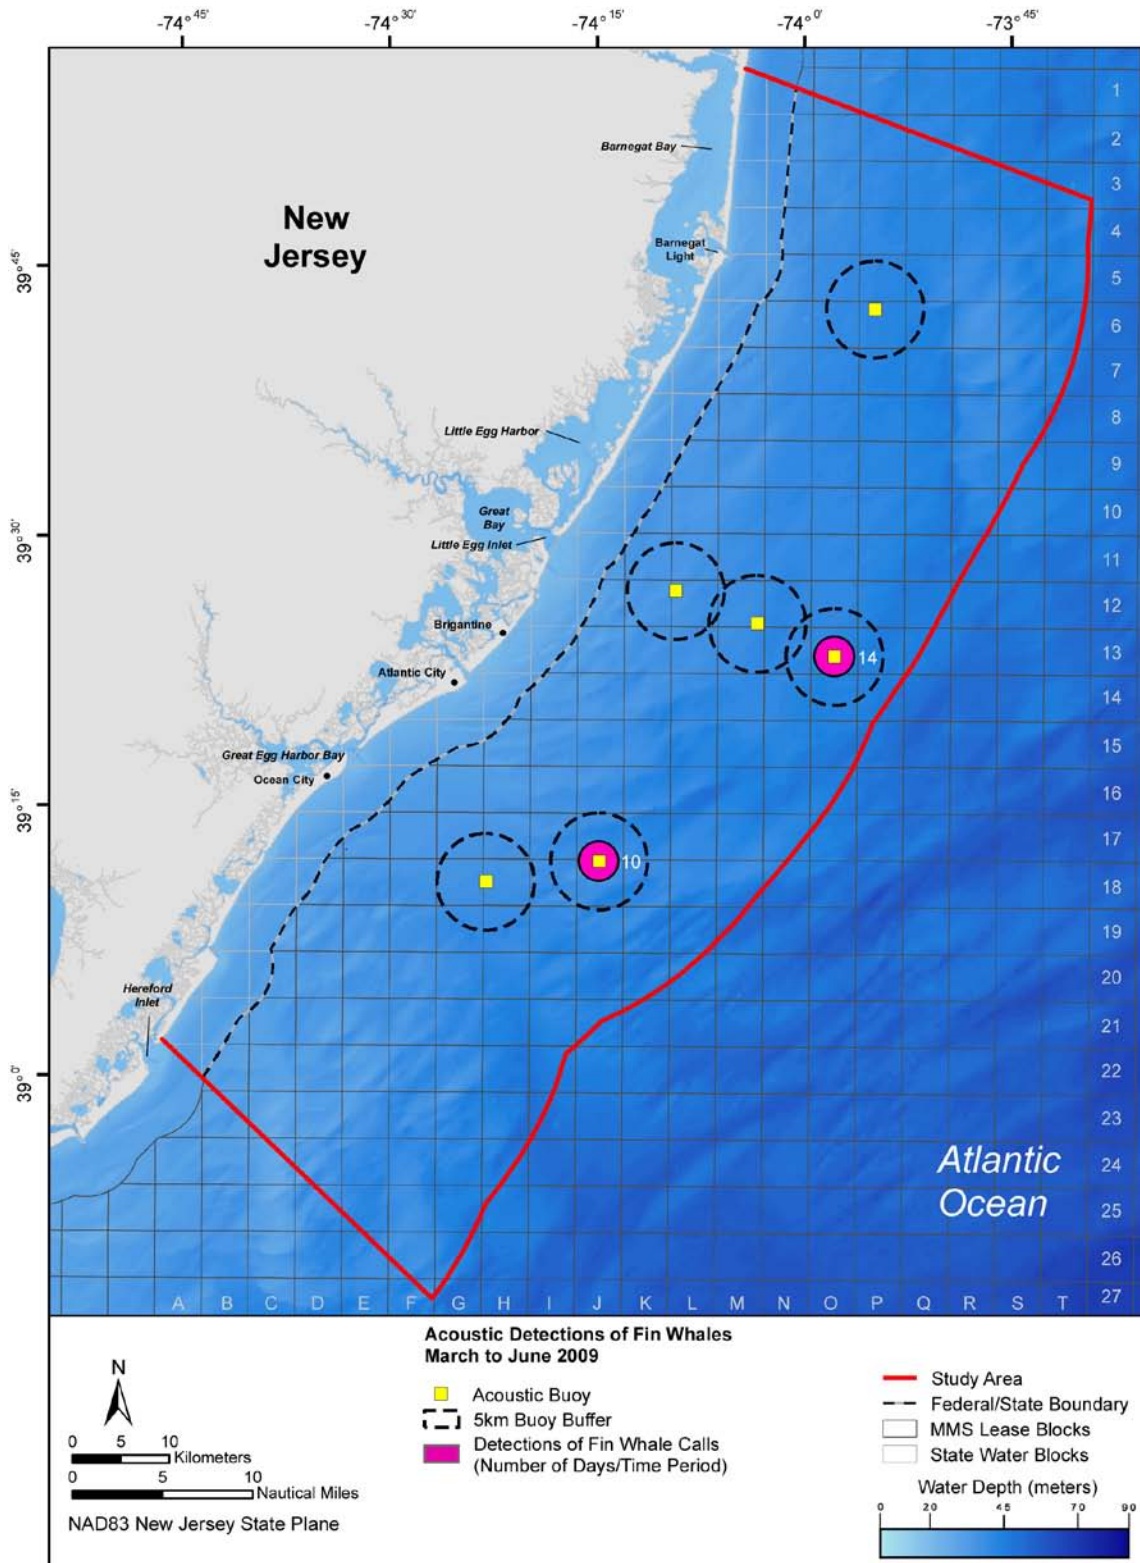 -74°45'
-74°30'
-74°15'
-74°0'
-73°45'
1
2
Barnegat Bay
3
New
Jersey
4
Barnegat
Light
39°45'
5
6
7
8
Little Egg Harbor
9
10
Great
Bay
39°30'
Little Egg Inlet
11
12
Brigantine
13
14
Atlantic City
14
15
Great Egg Harbor Bay
Ocean City
16
39°15'
17
10
18
19
20
Hereford
Inlet
21
22
39°0'
23
Atlantic
Ocean
24
25
26
A B C D E F G H I J K L M N O P Q R S T 27
Acoustic Detections of Fin Whales
March to June 2009
Acoustic Buoy
5km Buoy Buffer
Detections of Fin Whale Calls
(Number of Days/Time Period)
N
0 5 10
Kilometers
0 5 10
Nautical Miles
NAD83 New Jersey State Plane
Study Area
Federal/State Boundary
MMS Lease Blocks
State Water Blocks
Water Depth (meters)
0 20 45 70 90